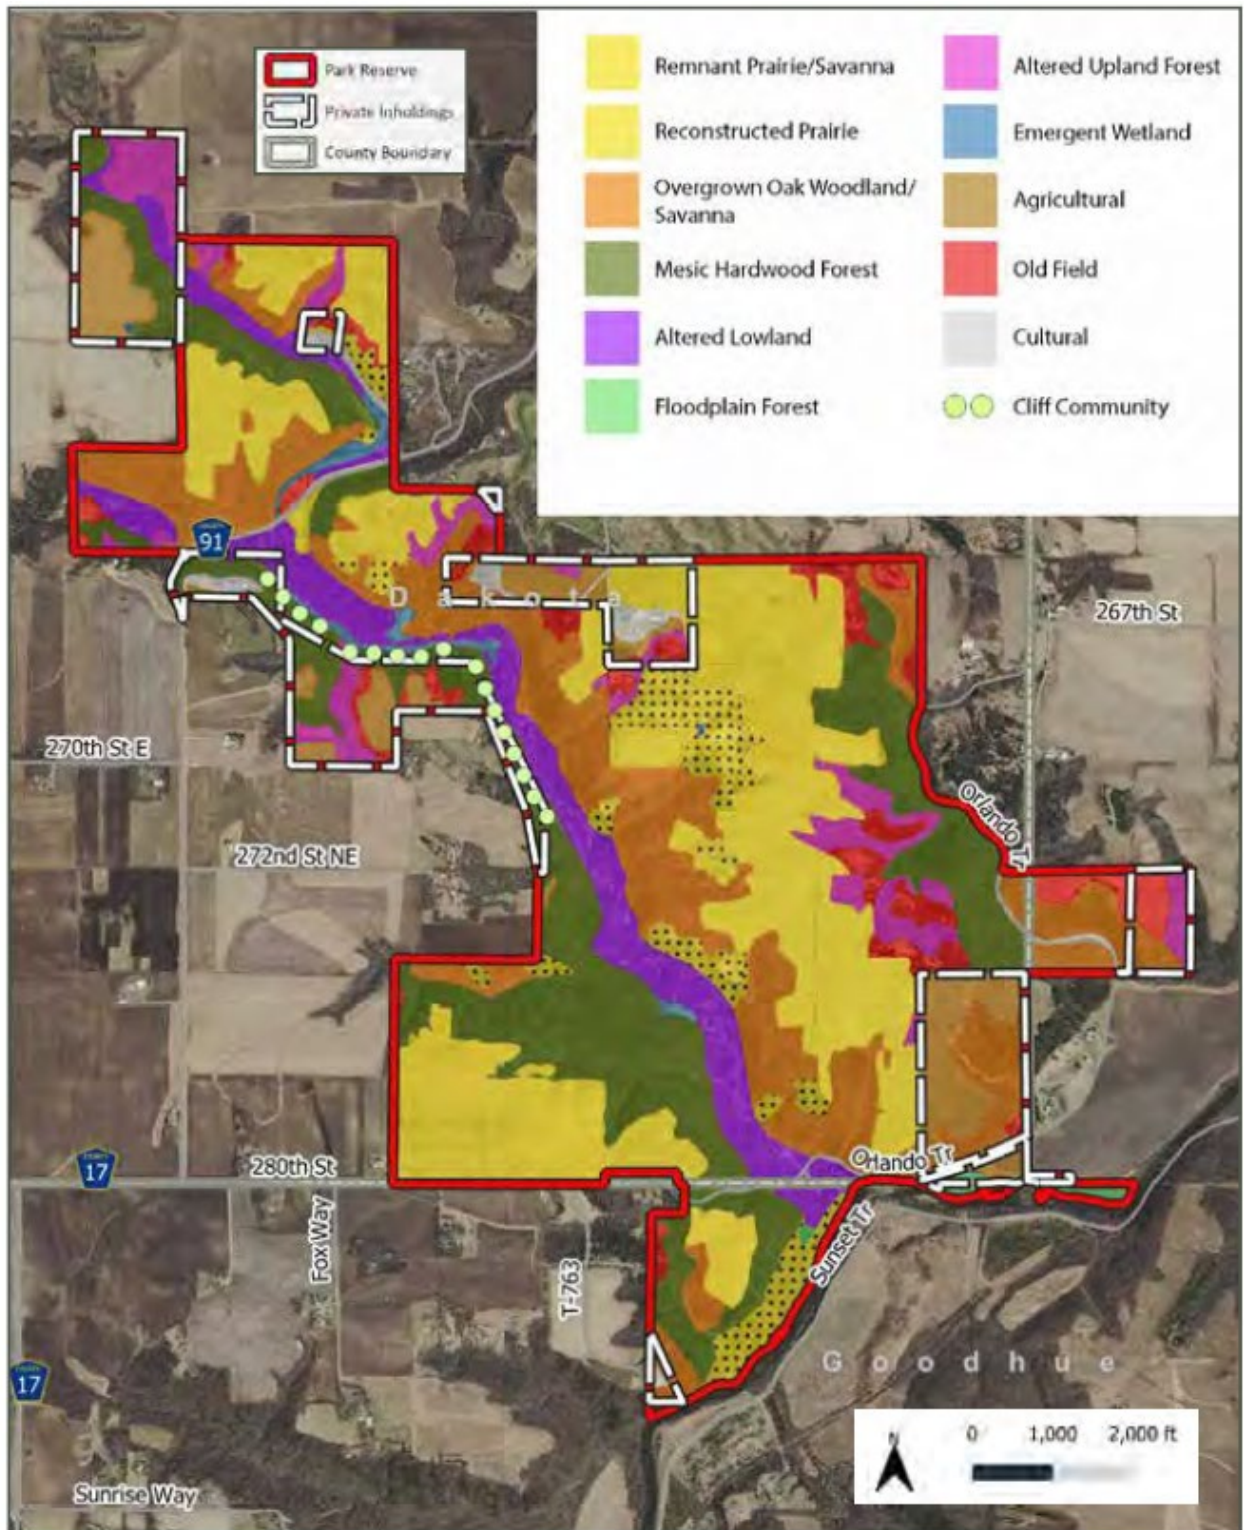 Park Reserve
Private Inholdings
County Boundary
Remnant Prairie/Savanna
Reconstructed Prairie
Overgrown Oak Woodland/
Savanna
Mesic Hardwood Forest
Altered Lowland
Floodplain Forest
Altered Upland Forest
Emergent Wetland
Agricultural
Old Field
Cultural
Cliff Community
91
Dakota
267th St
270th St E
Orlando Tr
272nd St NE
17
280th St
Orlando Tr
Fox Way
T-763
Sunset Tr
Goodhue
17
Sunrise Way
N
0 1,000 2,000 ft